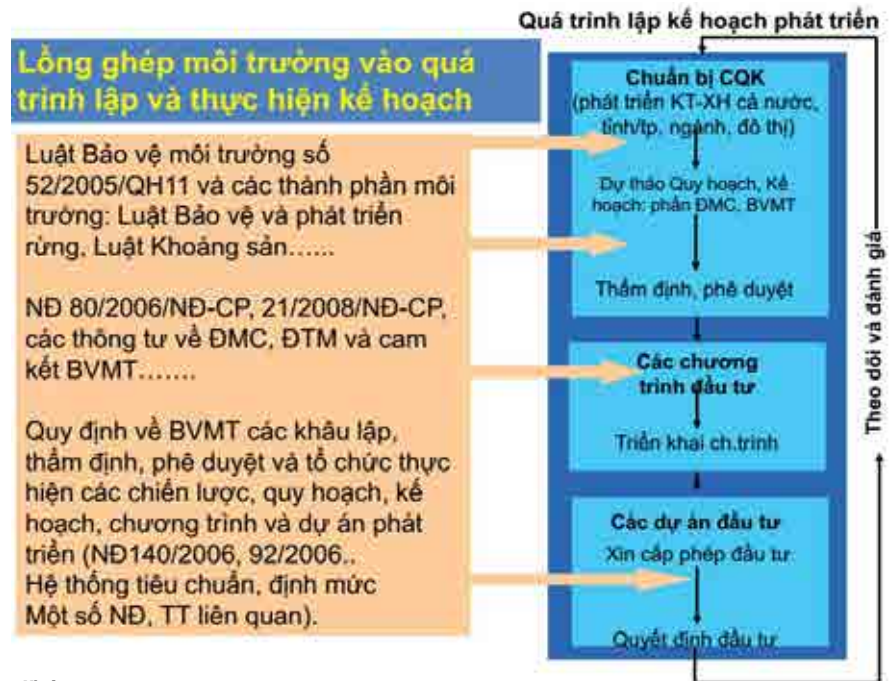 Quá trình lập kế hoạch phát triển
Lồng ghép môi trường vào quá
trình lập và thực hiện kế hoạch
Luật Bảo vệ môi trường số
52/2005/QH11 và các thành phần môi
trường: Luật Bảo vệ và phát triển
rừng, Luật Khoáng sản……
NĐ 80/2006/NĐ-CP, 21/2008/NĐ-CP,
các thông tư về ĐMC, ĐTM và cam
kết BVMT…….
Quy định về BVMT các khâu lập,
thẩm định, phê duyệt và tổ chức thực
hiện các chiến lược, quy hoạch, kế
hoạch, chương trình và dự án phát
triển (NĐ140/2006, 92/2006..
Hệ thống tiêu chuẩn, định mức
Một số NĐ, TT liên quan).
Chuẩn bị CQK
(phát triển KT-XH cả nước,
tỉnh/tp, ngành, đô thị)
Dự thảo Quy hoạch, Kế
hoạch: phần ĐMC, BVMT
Thẩm định, phê duyệt
Các chương
trình đầu tư
Triển khai ch.trình
Các dự án đầu tư
Xin cấp phép đầu tư
Quyết định đầu tư
Theo dõi và đánh giá